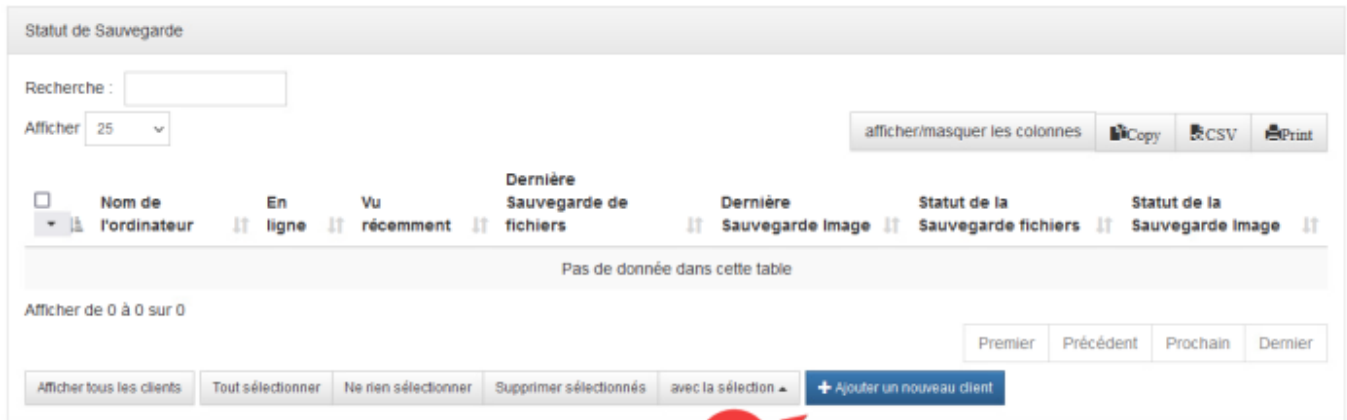 Statut de Sauvegarde
Recherche :
Afficher 25
afficher/masquer les colonnes Copy CSV Print
Nom de l'ordinateur
En ligne
Vu récemment
Dernière Sauvegarde de fichiers
Dernière Sauvegarde Image
Statut de la Sauvegarde fichiers
Statut de la Sauvegarde Image
Pas de donnée dans cette table
Afficher de 0 à 0 sur 0
Premier Précédent Prochain Dernier
Afficher tous les clients Tout sélectionner Ne rien sélectionner Supprimer sélectionnés avec la sélection Ajouter un nouveau client